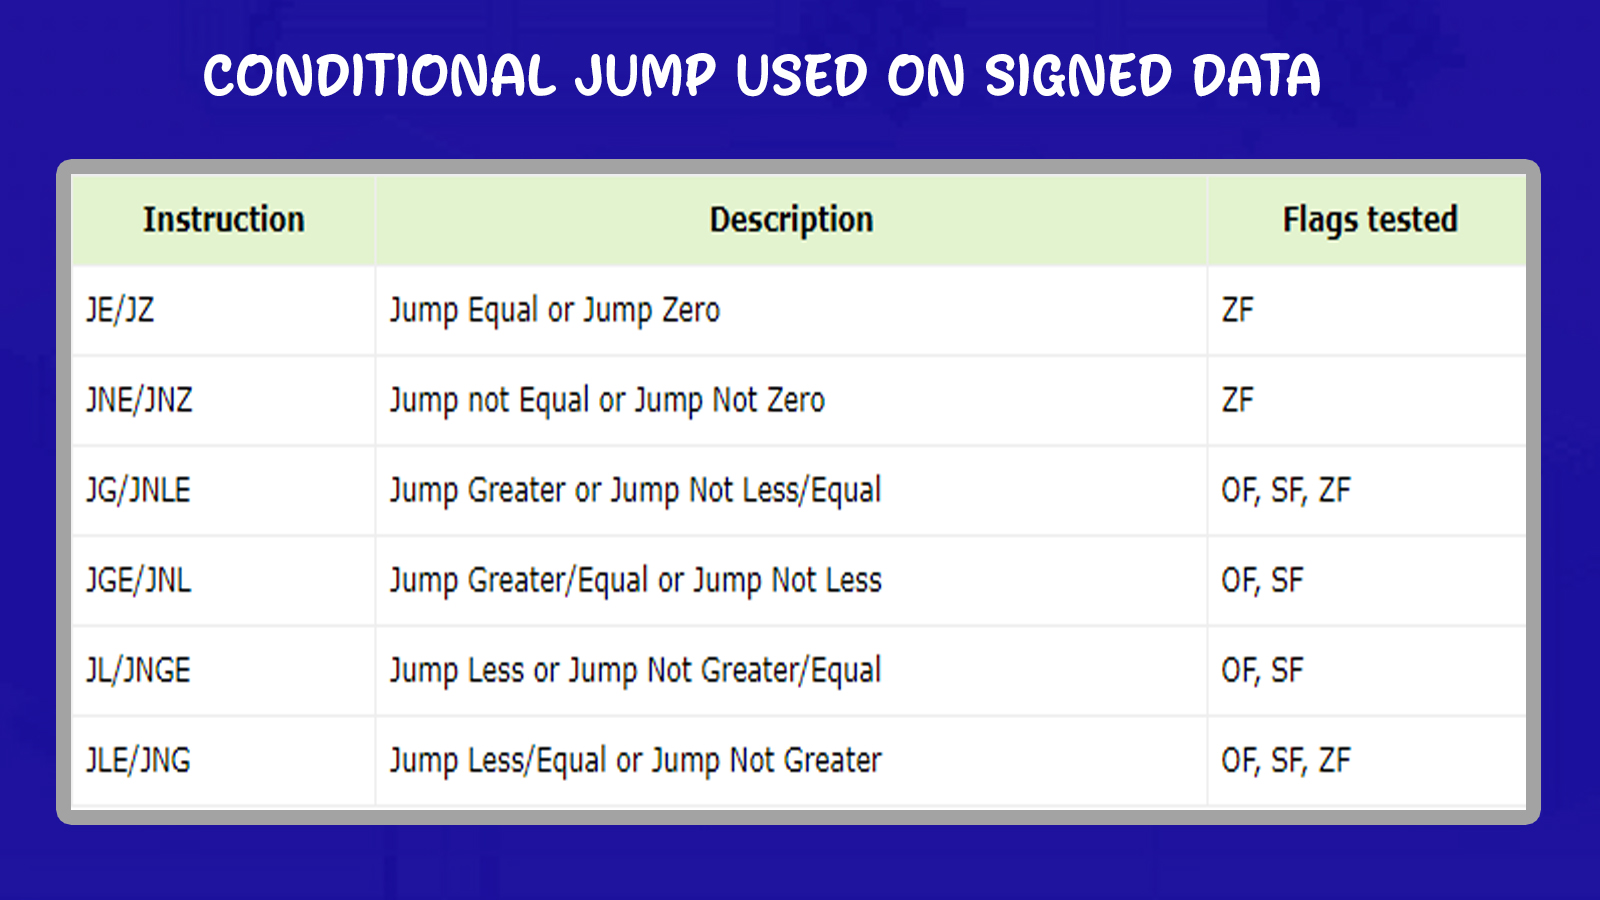 CONDITIONAL JUMP USED ON SIGNED DATA
Instruction Description Flags tested
JE/JZ Jump Equal or Jump Zero ZF
JNE/JNZ Jump not Equal or Jump Not Zero ZF
JG/JNLE Jump Greater or Jump Not Less/Equal OF, SF, ZF
JGE/JNL Jump Greater/Equal or Jump Not Less OF, SF
JL/JNGE Jump Less or Jump Not Greater/Equal OF, SF
JLE/JNG Jump Less/Equal or Jump Not Greater OF, SF, ZF